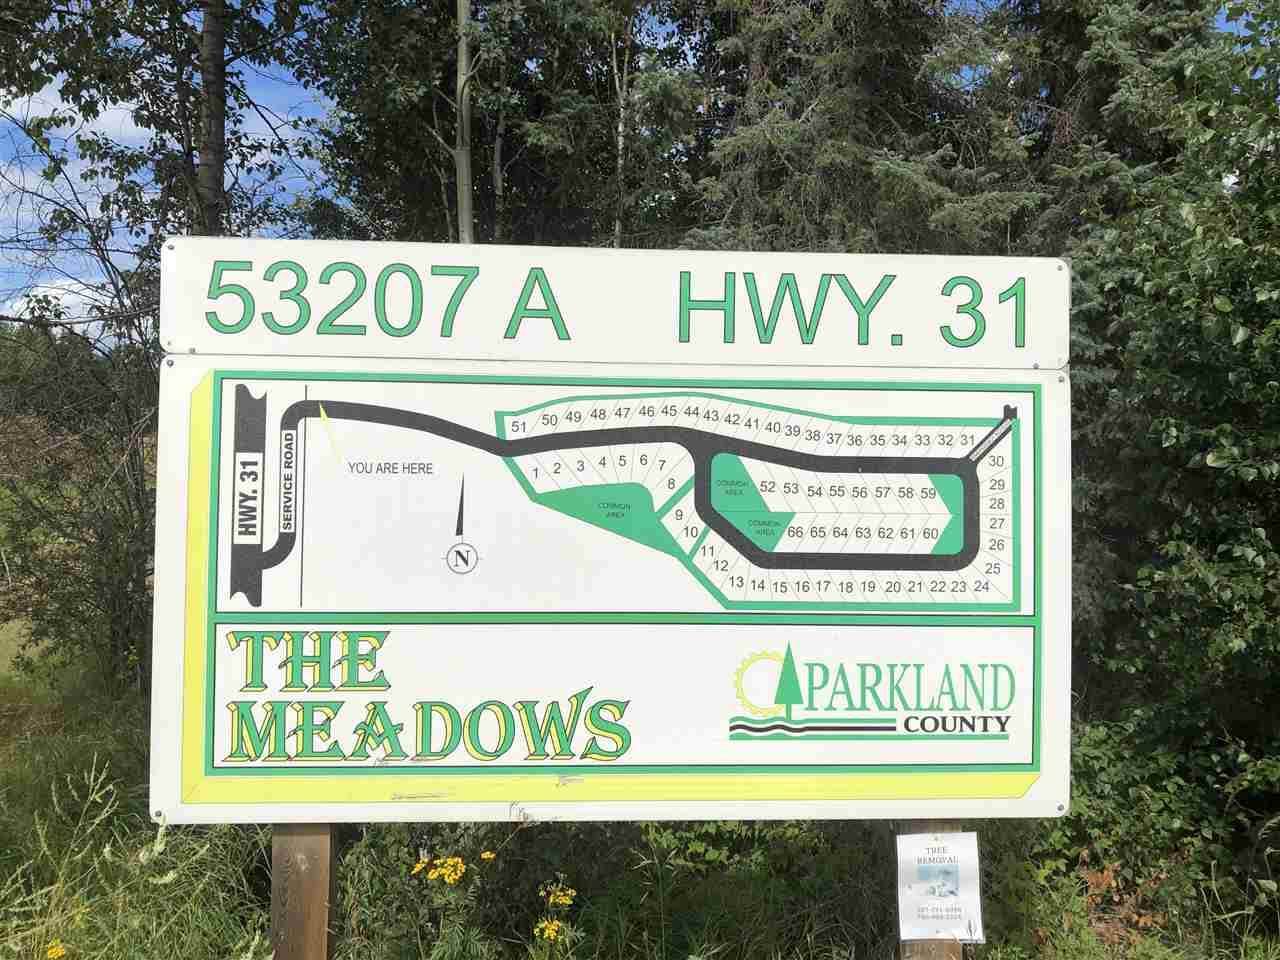 53207 A HWY. 31
51 50 49 48 47 46 45 44 43 42 41 40 39 38 37 36 35 34 33 32 31
HWY. 31
SERVICE ROAD
YOU ARE HERE
1 2 3 4 5 6 7 8
COMMON AREA
9 10
N
COMMON AREA
52 53 54 55 56 57 58 59
COMMON AREA
66 65 64 63 62 61 60
30
29
28
27
26
25
11 12 13 14 15 16 17 18 19 20 21 22 23 24
THE
MEADOWS
PARKLAND
COUNTY
TREE
REMOVAL